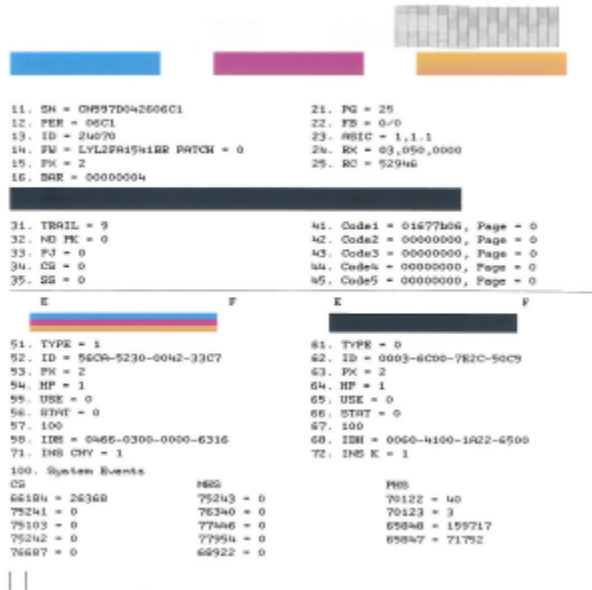 11. SN = CN597D042606C1
12. PER = 06C1
13. ID = 24070
14. FW = LYL2FA1541BR PATCH = 0
15. PX = 2
16. BAR = 00000004
21. PG = 25
22. FB = 0/0
23. ASIC = 1,1.1
24. RX = 03,050,0000
25. RC = 52946
31. TRAIL = 9
32. NO PK = 0
33. PJ = 0
34. CS = 0
35. SS = 0
41. Code1 = 01677b06, Page = 0
42. Code2 = 00000000, Page = 0
43. Code3 = 00000000, Page = 0
44. Code4 = 00000000, Page = 0
45. Code5 = 00000000, Page = 0
E F E F
51. TYPE = 1
52. ID = 56CA-5230-0042-33C7
53. PX = 2
54. HP = 1
55. USE = 0
56. STAT = 0
57. 100
58. IDH = 0466-0300-0000-6316
71. INS CMY = 1
61. TYPE = 0
62. ID = 0003-6C00-7E2C-50C9
63. PX = 2
64. HP = 1
65. USE = 0
66. STAT = 0
67. 100
68. IDH = 0060-4100-1A22-6500
72. INS K = 1
100. System Events
CS
66184 = 26368
75241 = 0
75103 = 0
75242 = 0
76687 = 0
MRS
75243 = 0
76340 = 0
77446 = 0
77954 = 0
68922 = 0
PHS
70122 = 40
70123 = 3
65848 = 159717
65847 = 71752